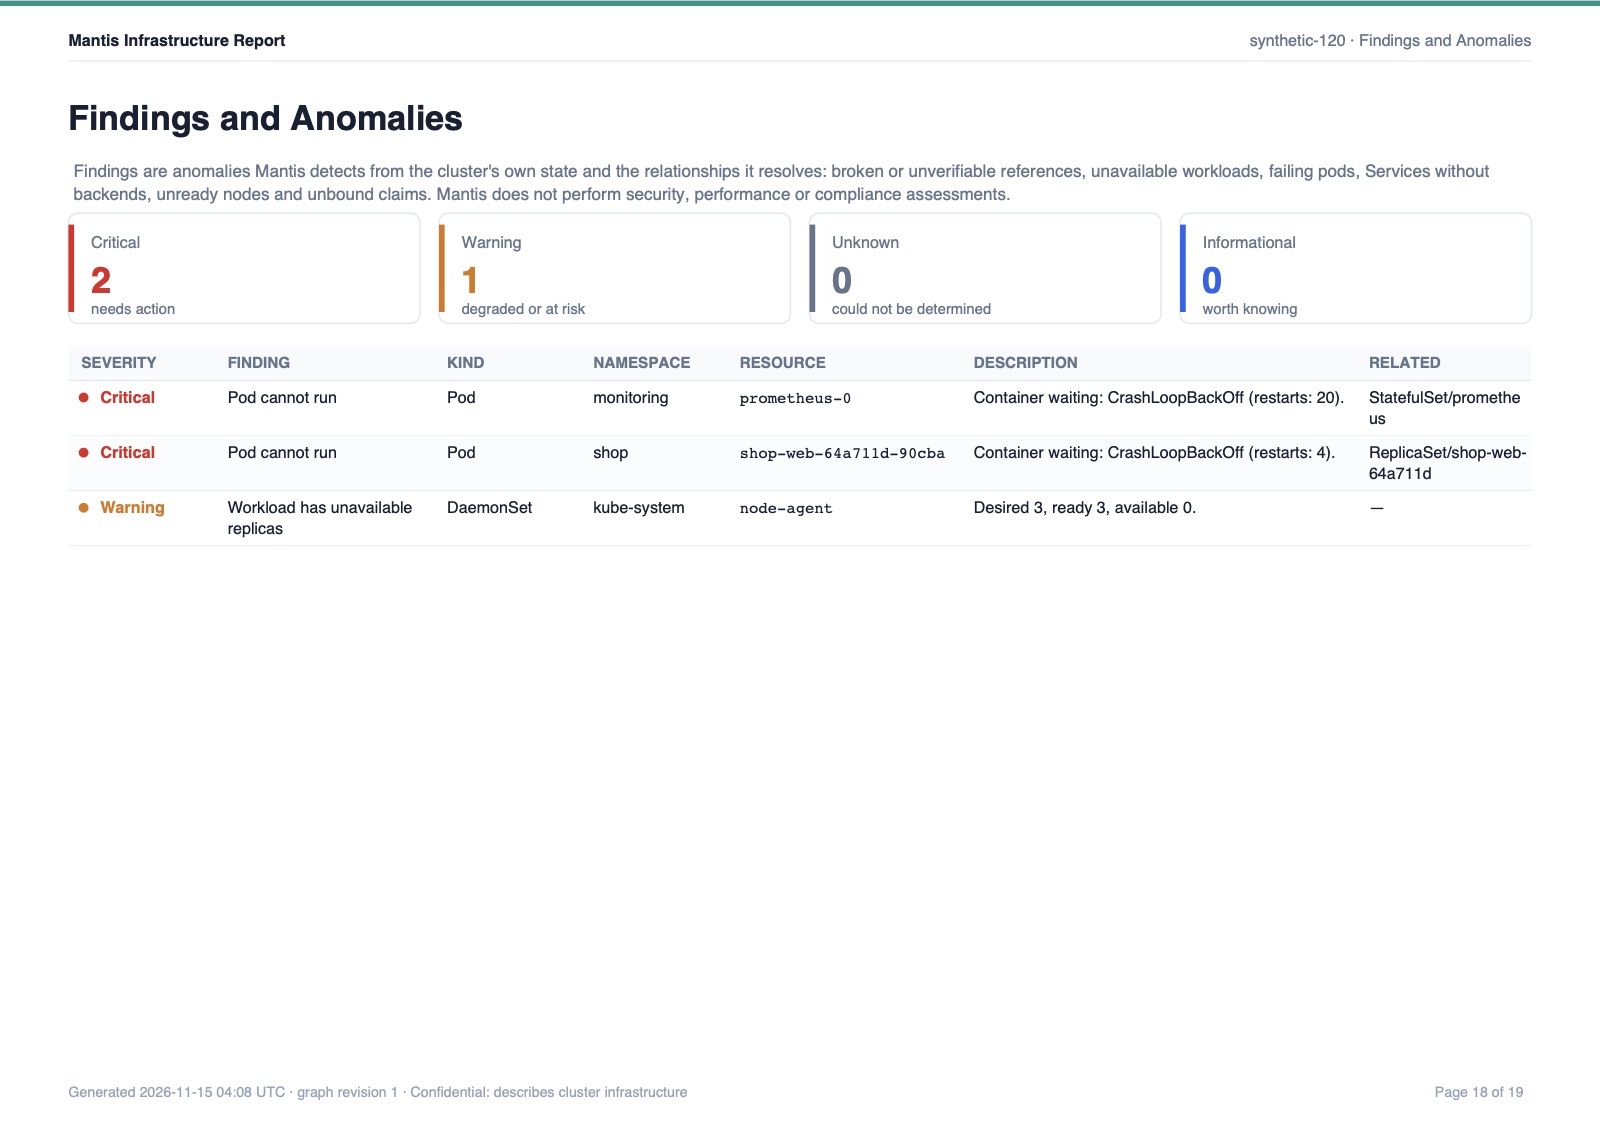 Mantis Infrastructure Report
synthetic-120 · Findings and Anomalies
Findings and Anomalies
Findings are anomalies Mantis detects from the cluster's own state and the relationships it resolves: broken or unverifiable references, unavailable workloads, failing pods, Services without
backends, unready nodes and unbound claims. Mantis does not perform security, performance or compliance assessments.
Critical
2
needs action
Warning
1
degraded or at risk
Unknown
0
could not be determined
Informational
0
worth knowing
SEVERITY FINDING KIND NAMESPACE RESOURCE DESCRIPTION RELATED
Critical Pod cannot run Pod monitoring prometheus-0 Container waiting: CrashLoopBackOff (restarts: 20). StatefulSet/promethe
us
Critical Pod cannot run Pod shop shop-web-64a711d-90cba Container waiting: CrashLoopBackOff (restarts: 4). ReplicaSet/shop-web-
64a711d
Warning Workload has unavailable DaemonSet kube-system node-agent Desired 3, ready 3, available 0. —
replicas
Generated 2026-11-15 04:08 UTC · graph revision 1 · Confidential: describes cluster infrastructure
Page 18 of 19